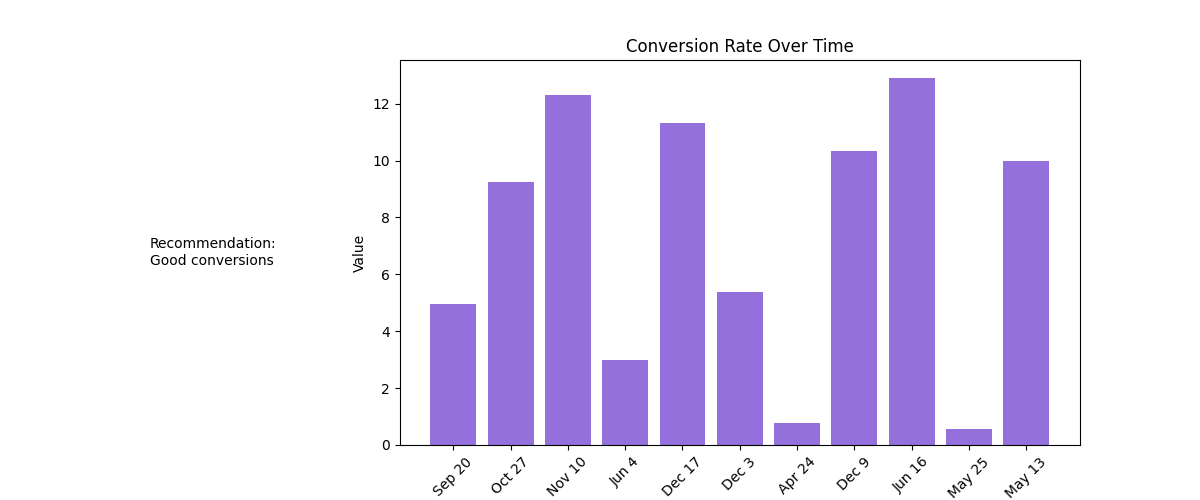 Conversion Rate Over Time
Recommendation:
Good conversions
Value
12
10
8
6
4
2
0
Sep 20
Oct 27
Nov 10
Jun 4
Dec 17
Dec 3
Apr 24
Dec 9
Jun 16
May 25
May 13